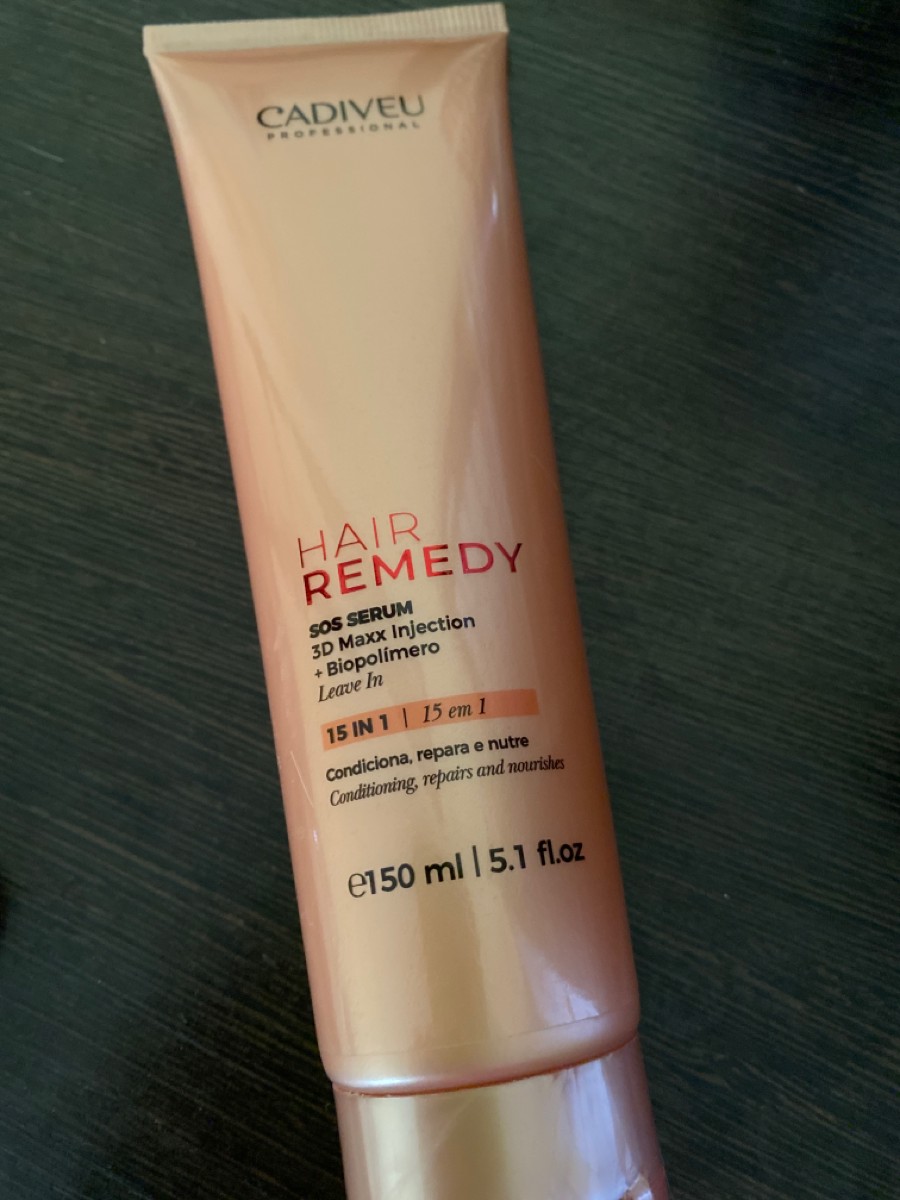 CADIVEU
PROFESSIONAL
HAIR
REMEDY
SOS SERUM
3D Maxx Injection
+ Biopolímero
Leave In
15 IN 1 | 15 em 1
Condiciona, repara e nutre
Conditioning, repairs and nourishes
℮150 ml | 5.1 fl.oz